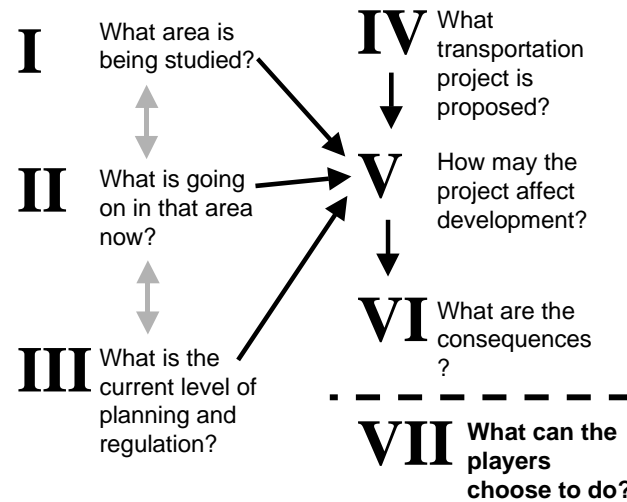 I
What area is
being studied?
II
What is going
on in that area
now?
III
What is the
current level of
planning and
regulation?
IV
What
transportation
project is
proposed?
V
How may the
project affect
development?
VI
What are the
consequences
?
VII
What can the
players
choose to do?